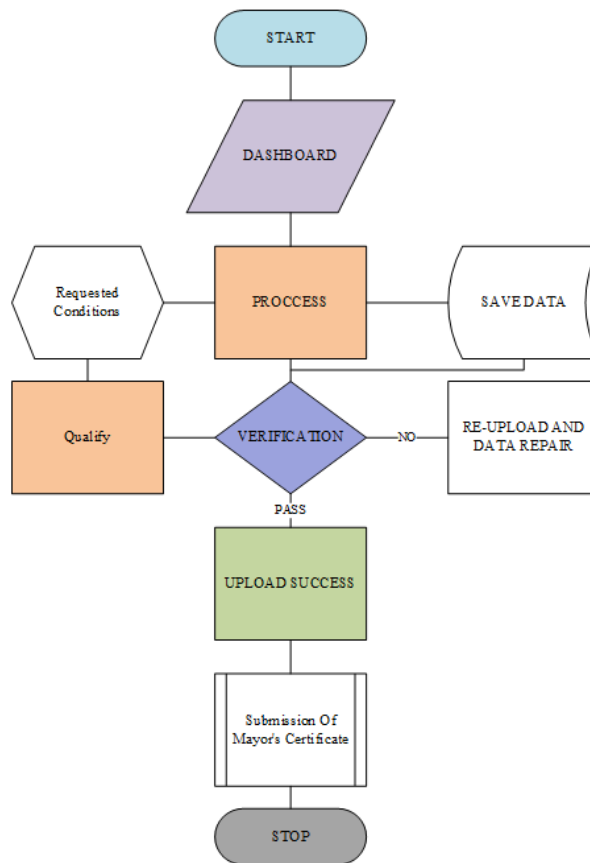 START
DASHBOARD
Requested
Conditions
PROCCESS
SAVE DATA
Qualify
VERIFICATION
NO
RE-UPLOAD AND
DATA REPAIR
PASS
UPLOAD SUCCESS
Submission Of
Mayor's Certificate
STOP